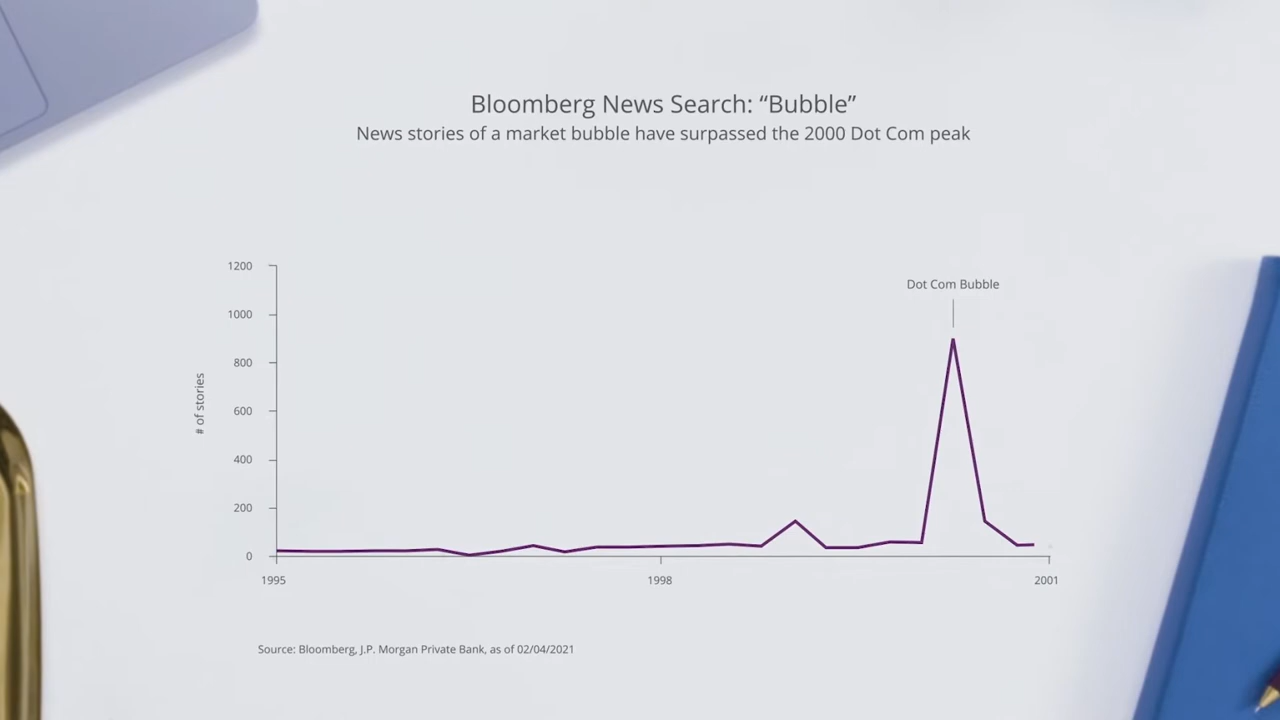 Bloomberg News Search: “Bubble”
News stories of a market bubble have surpassed the 2000 Dot Com peak
1200
Dot Com Bubble
1000
800
# of stories
600
400
200
0
1995
1998
2001
Source: Bloomberg, J.P. Morgan Private Bank, as of 02/04/2021